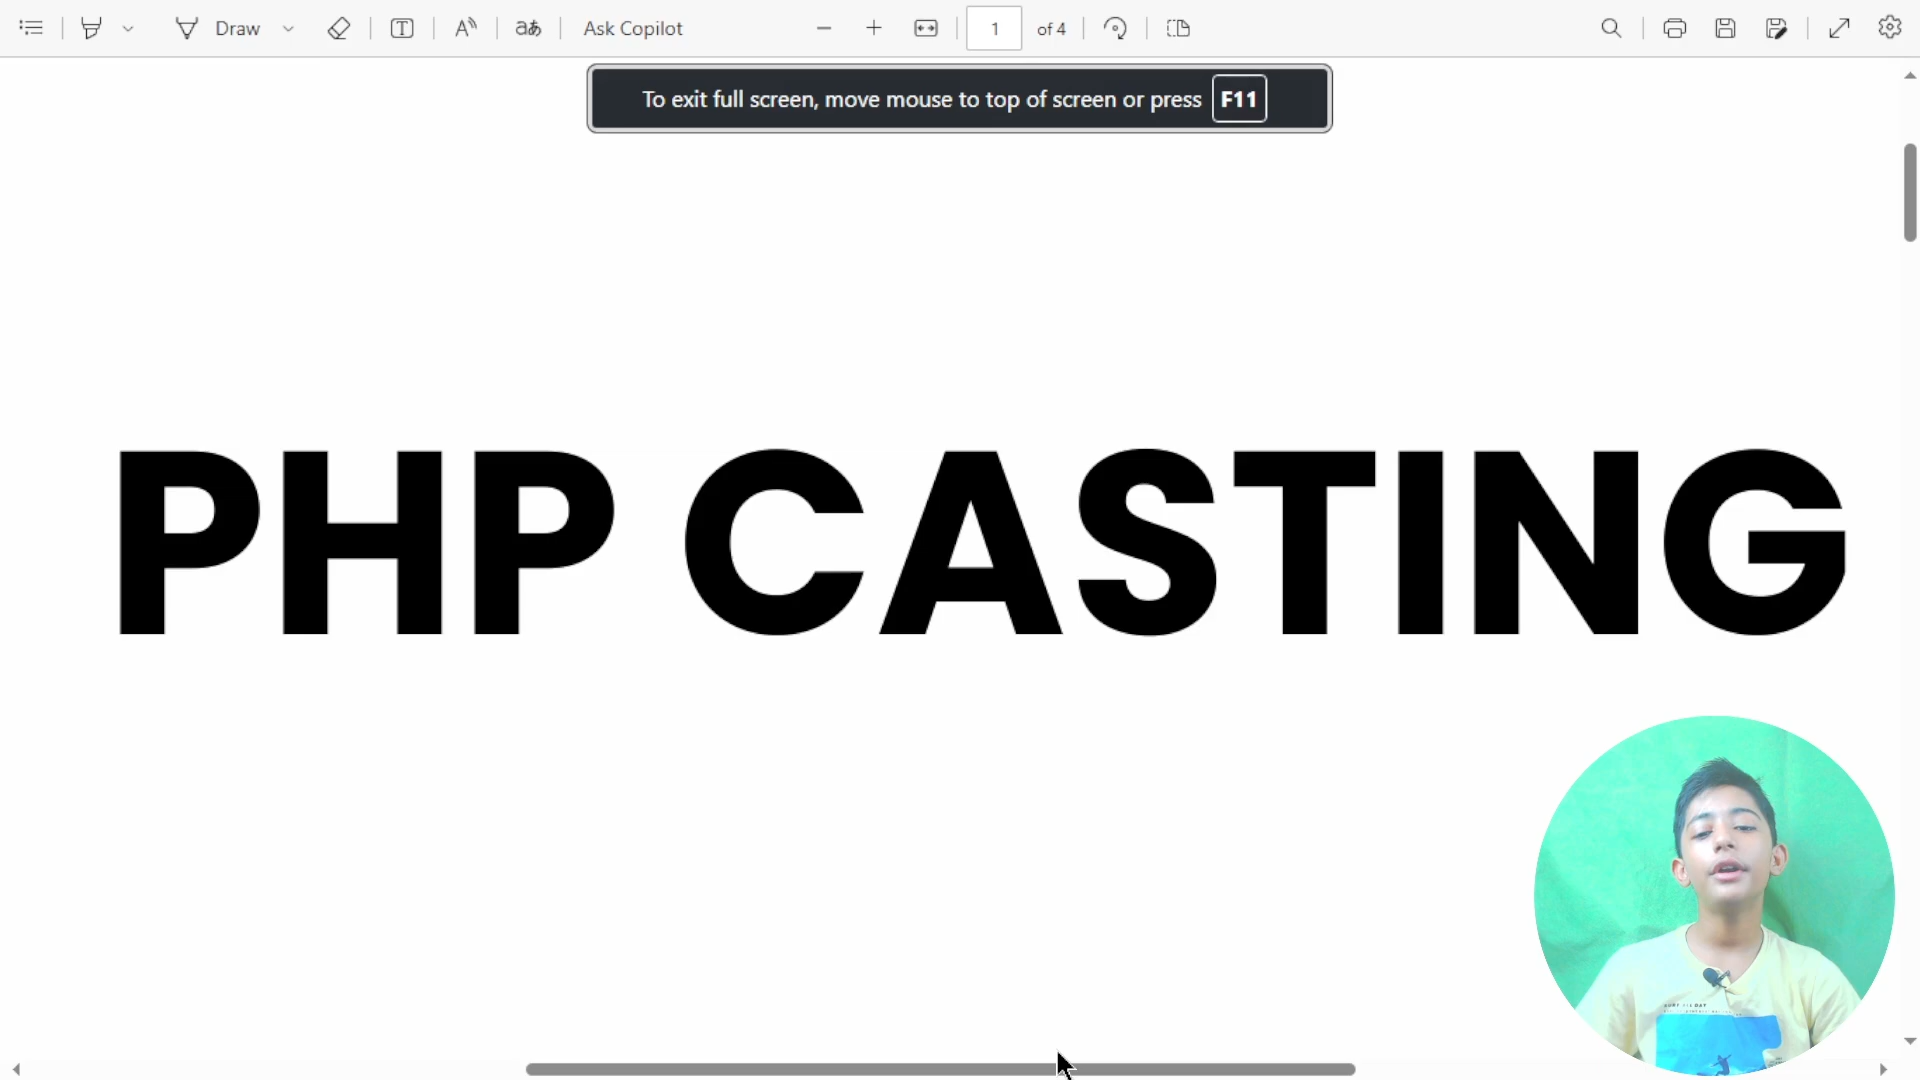 Draw
Ask Copilot
1 of 4
To exit full screen, move mouse to top of screen or press F11
PHP CASTING